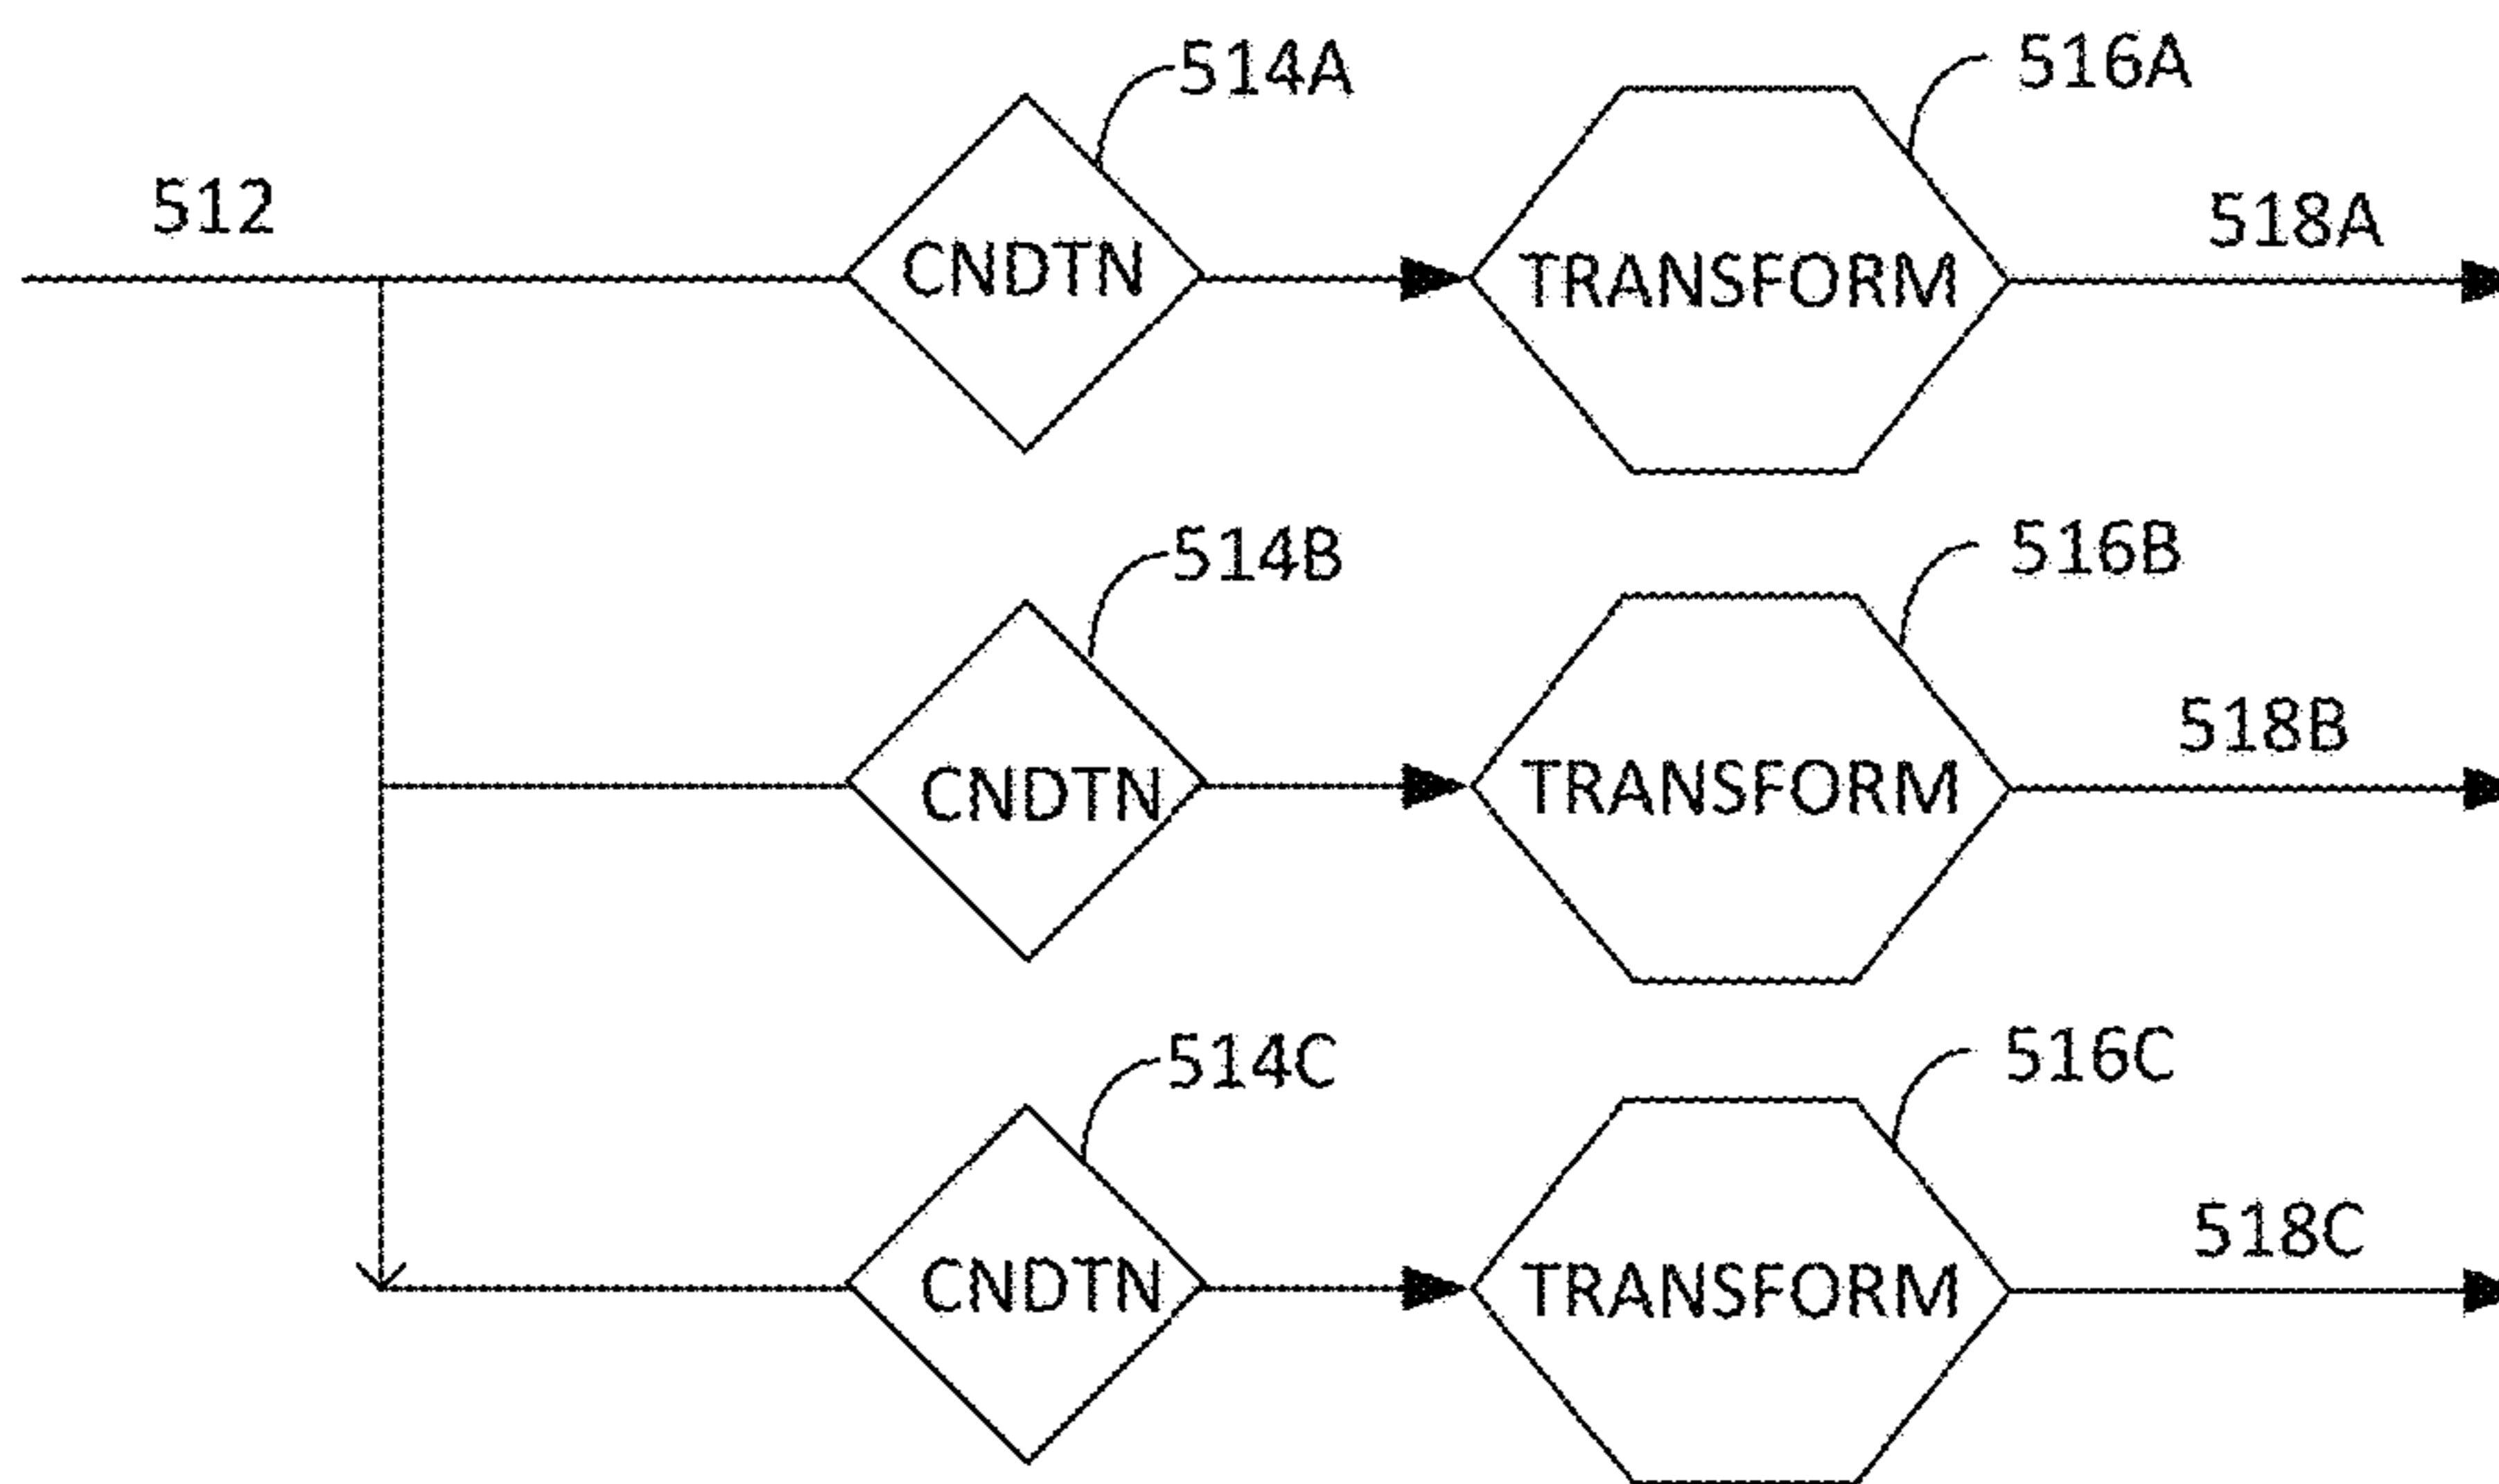 514A
516A
512
518A
CNDTN
TRANSFORM
514B
516B
518B
CNDTN
TRANSFORM
514C
516C
518C
CNDTN
TRANSFORM